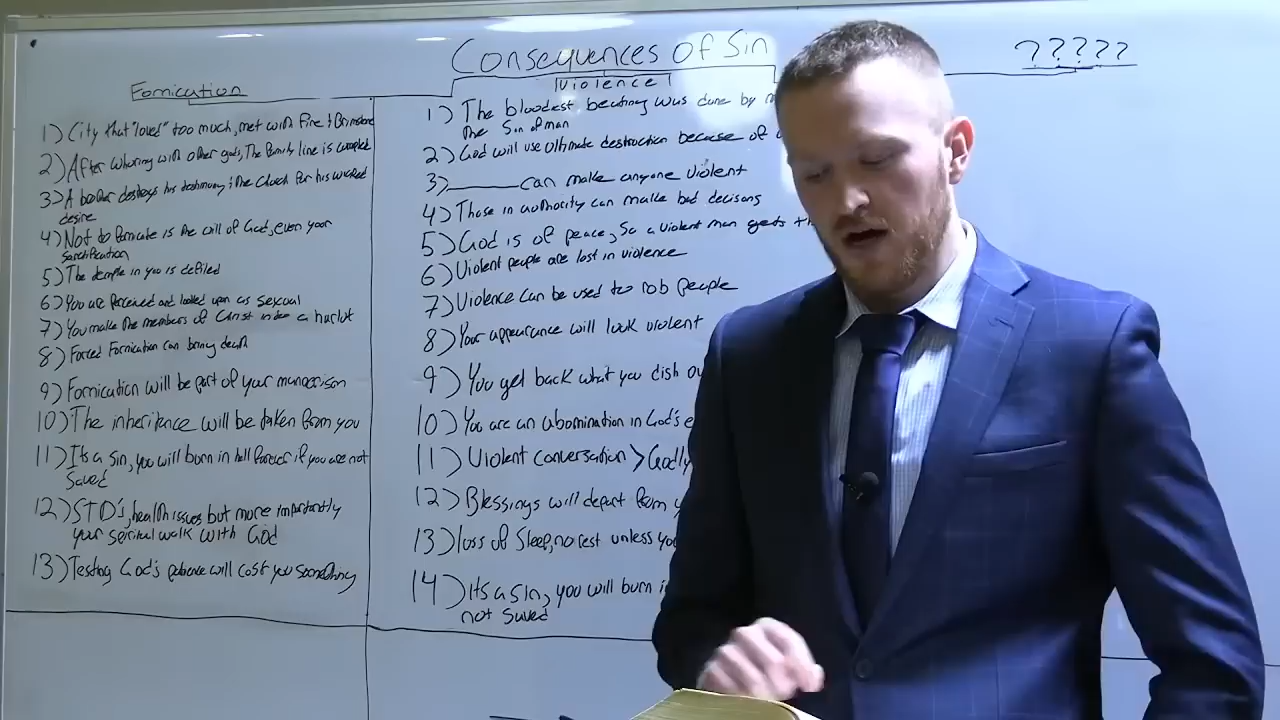 Consequences of Sin
?????
Fornication
1) City that "loved" too much, met with Fire & Brimstone
2) After whoring with other gods, The family line is
3) A brother destroys his testimony & the Church for his wicked
desire
4) Not to fornicate is the will of God, even your
Sanctification
5) The temple in you is defiled
6) You are perceived and looked upon as sexual
7) You make the members of Christ a harlot
8) Forced Fornication can bring death
9) Fornication will be part of your
10) The inheritance will be taken from you
11) Its a sin, you will burn in hell forever if you are not
Saved
12) STD's, health issues but more importantly
your spiritual walk with God
13) Testing God's patience will cost you something
Violence
1) The bloodest beating was done by
the Son of man
2) God will use ultimate destruction because of
3)______can make anyone violent
4) Those in authority can make bad decisons
5) God is of peace, So a violent man gets
6) Violent people are lost in violence
7) Violence can be used to rob people
8) Your appearance will look violent
9) You get back what you dish
10) You are an abomination in God's
11) Violent conversation > Godly
12) Blessings will depart from
13) loss of Sleep, no rest unless
14) Its a sin, you will burn
not Saved